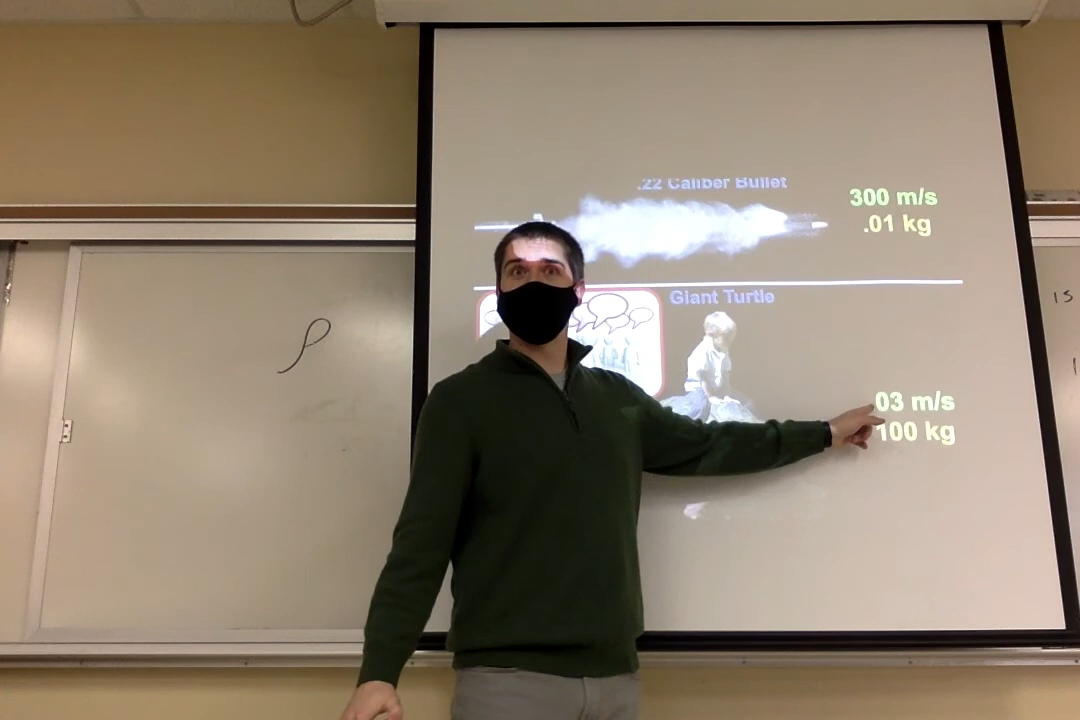 .22 Caliber Bullet
300 m/s
.01 kg
Giant Turtle
03 m/s
100 kg
ρ
15